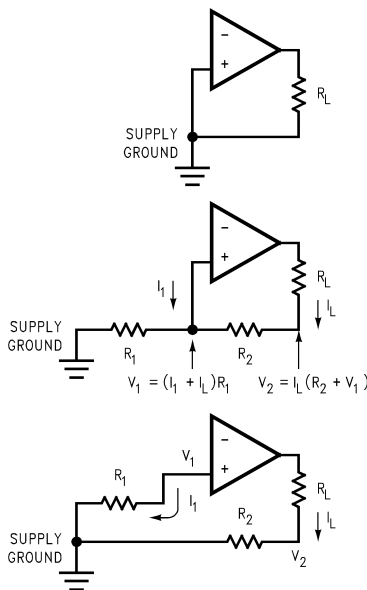 −
+
R_L
SUPPLY
GROUND
−
+
I_1
R_L
I_L
SUPPLY
GROUND
R_1
R_2
V_1 = (I_1 + I_L)R_1
V_2 = I_L(R_2 + V_1)
−
+
V_1
R_1
I_1
R_L
I_L
R_2
SUPPLY
GROUND
V_2